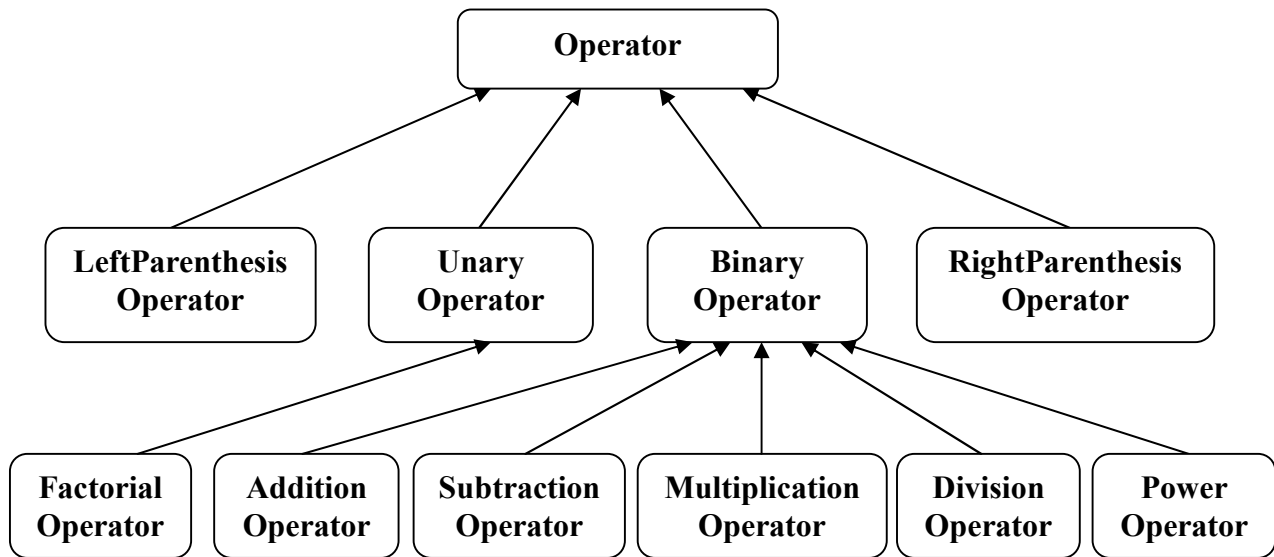 Operator
LeftParenthesis
Operator
Unary
Operator
Binary
Operator
RightParenthesis
Operator
Factorial
Operator
Addition
Operator
Subtraction
Operator
Multiplication
Operator
Division
Operator
Power
Operator